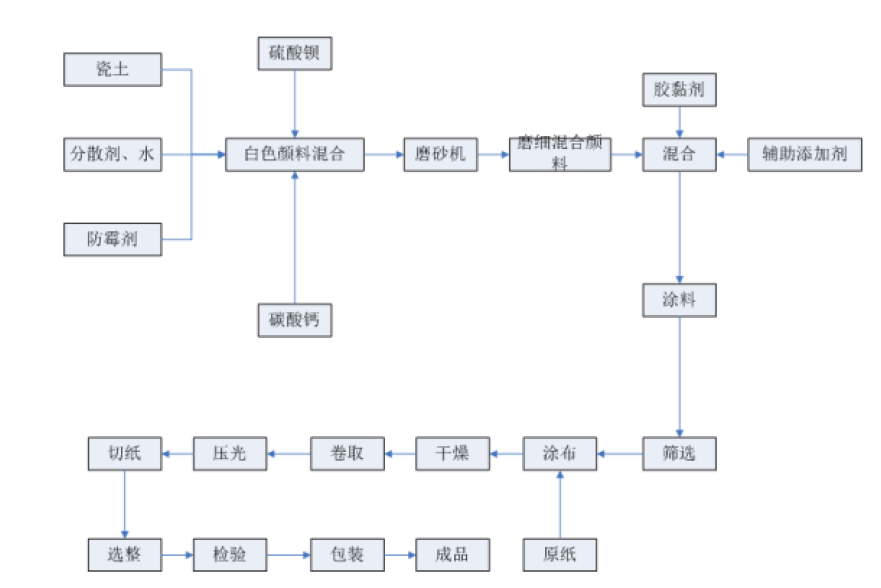 硫酸钡
瓷土
胶黏剂
分散剂、水
白色颜料混合
磨砂机
磨细混合颜
料
混合
辅助添加剂
防霉剂
碳酸钙
涂料
切纸
压光
卷取
干燥
涂布
筛选
选整
检验
包装
成品
原纸